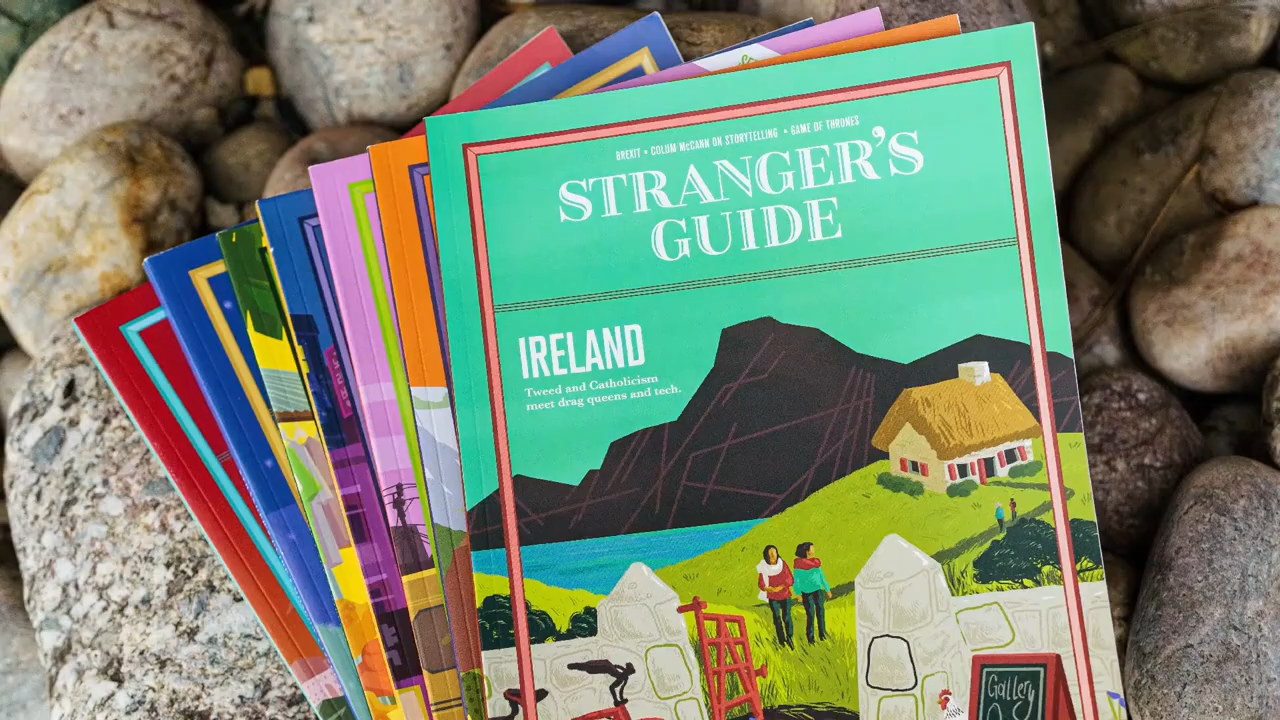 BREXIT • COLUM McCANN ON STORYTELLING • GAME OF THRONES
STRANGER'S
GUIDE
IRELAND
Tweed and Catholicism
meet drag queens and tech.
Gallery